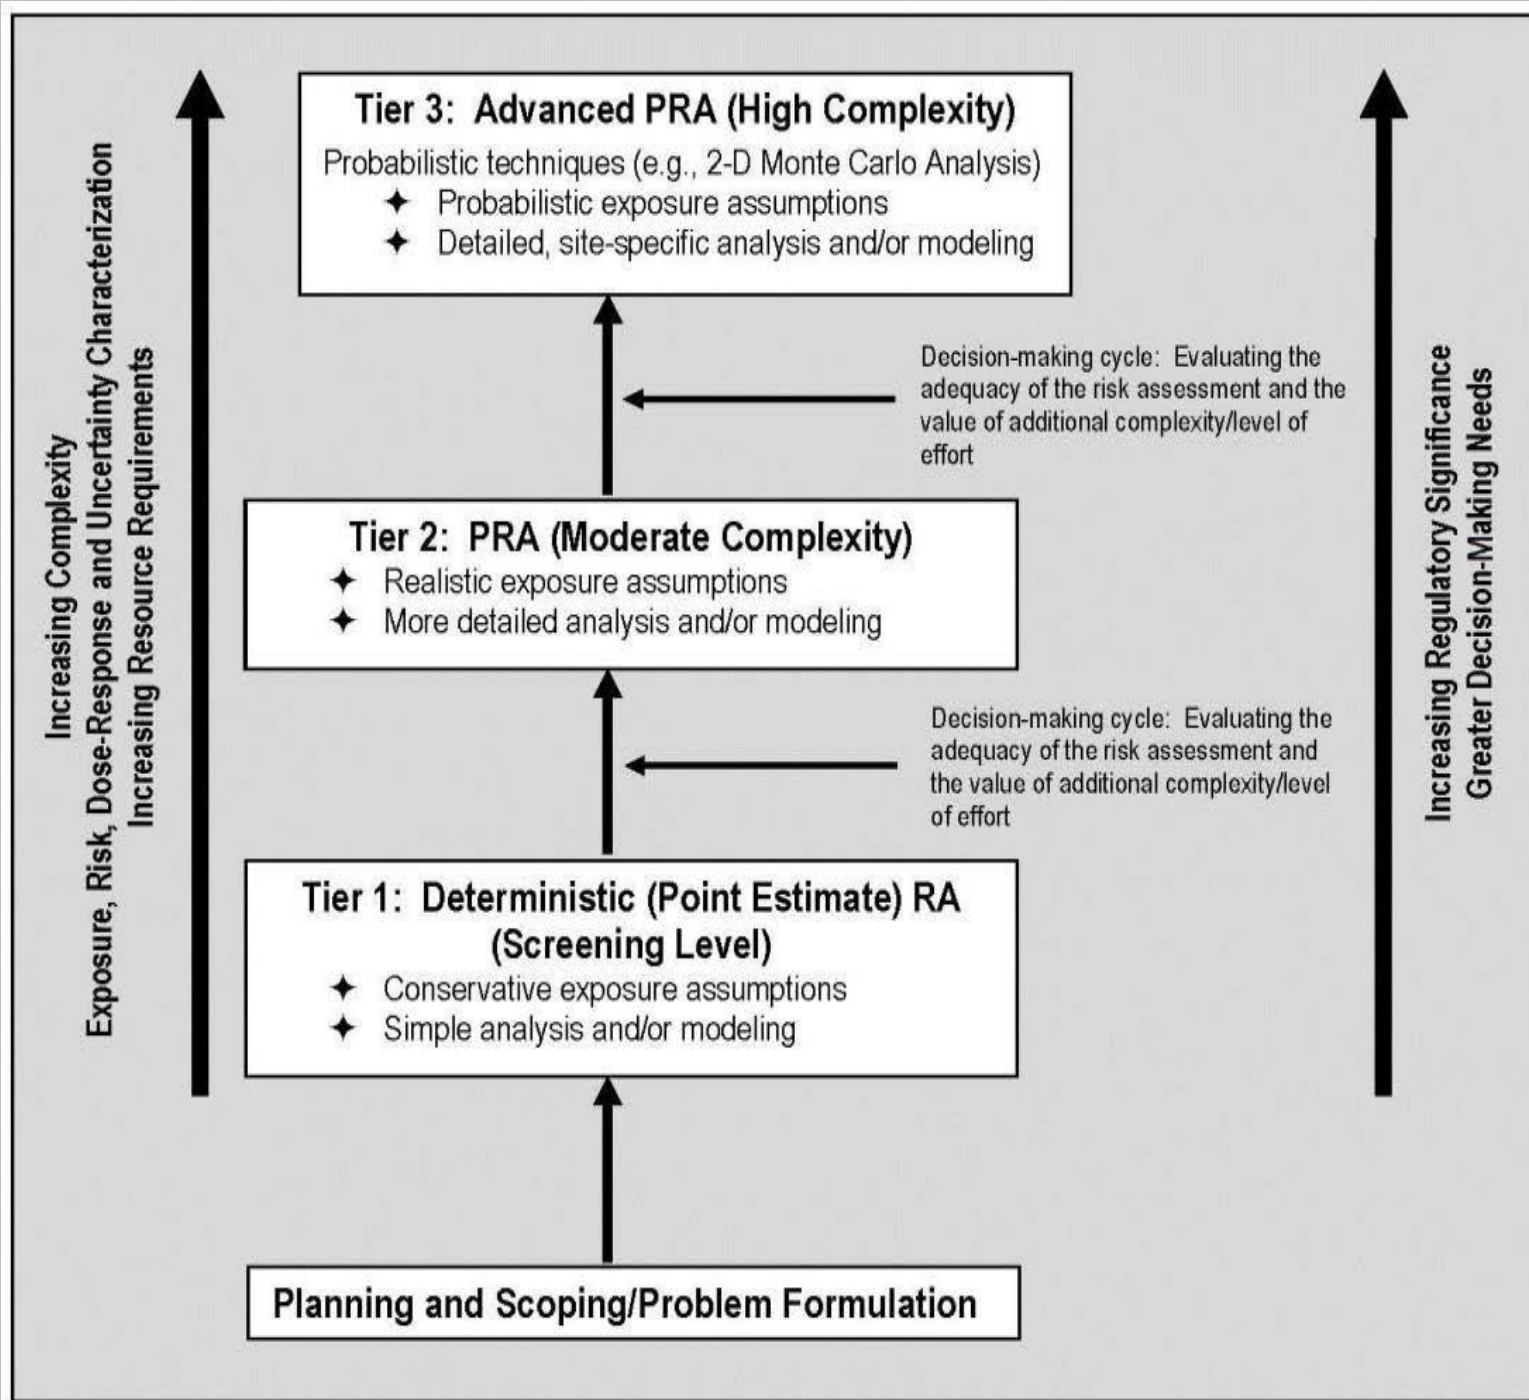 Tier 3: Advanced PRA (High Complexity)
Probabilistic techniques (e.g., 2-D Monte Carlo Analysis)
✦ Probabilistic exposure assumptions
✦ Detailed, site-specific analysis and/or modeling
Decision-making cycle: Evaluating the
adequacy of the risk assessment and the
value of additional complexity/level of
effort
Tier 2: PRA (Moderate Complexity)
✦ Realistic exposure assumptions
✦ More detailed analysis and/or modeling
Decision-making cycle: Evaluating the
adequacy of the risk assessment and
the value of additional complexity/level
of effort
Tier 1: Deterministic (Point Estimate) RA
(Screening Level)
✦ Conservative exposure assumptions
✦ Simple analysis and/or modeling
Planning and Scoping/Problem Formulation
Increasing Complexity
Exposure, Risk, Dose-Response and Uncertainty Characterization
Increasing Resource Requirements
Increasing Regulatory Significance
Greater Decision-Making Needs